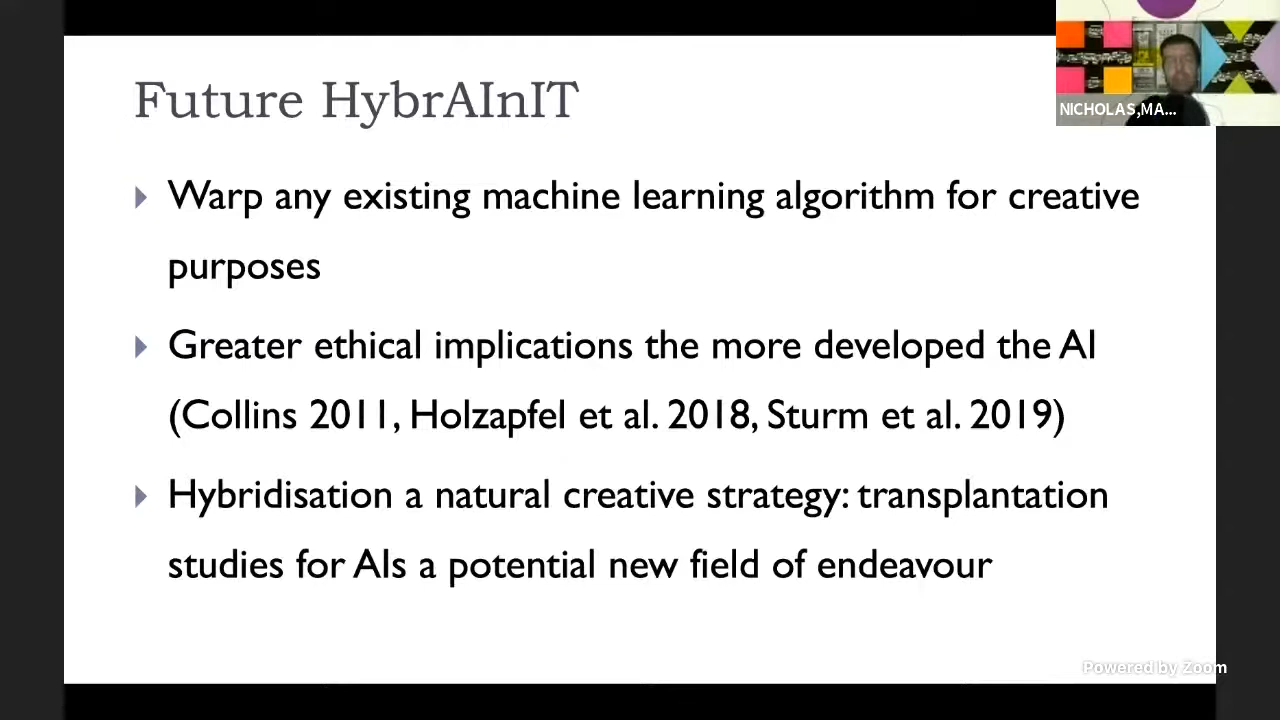 Future HybrAInIT
NICHOLAS,MA...
Warp any existing machine learning algorithm for creative
purposes
Greater ethical implications the more developed the AI
(Collins 2011, Holzapfel et al. 2018, Sturm et al. 2019)
Hybridisation a natural creative strategy: transplantation
studies for AIs a potential new field of endeavour
Powered by Zoom